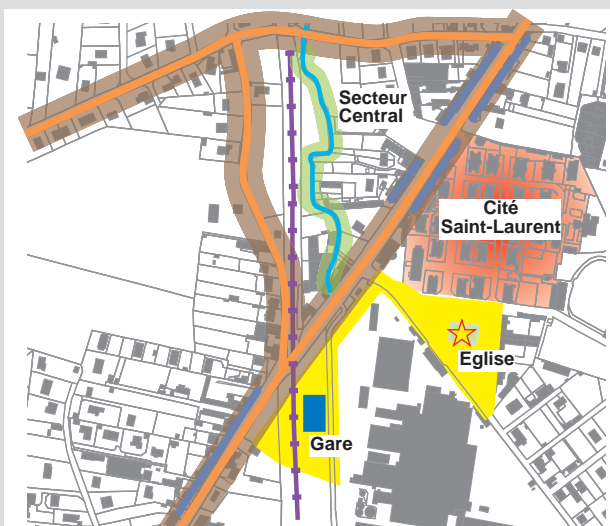 Secteur
Central
Cité
Saint-Laurent
Eglise
Gare